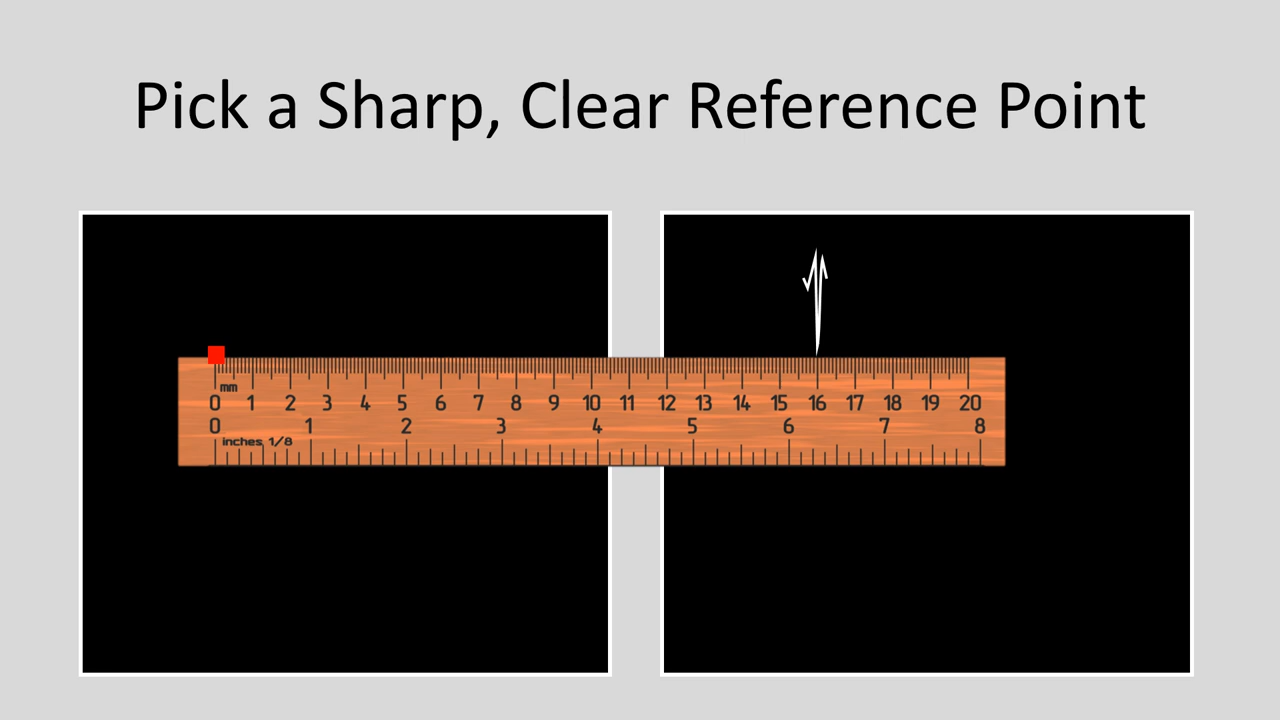 Pick a Sharp, Clear Reference Point
mm
0 1 2 3 4 5 6 7 8 9 10 11 12 13 14 15 16 17 18 19 20
0 1 2 3 4 5 6 7 8
inches 1/8